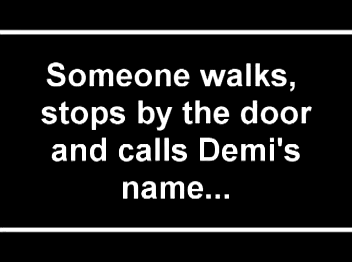 Someone walks,
stops by the door
and calls Demi's
name...